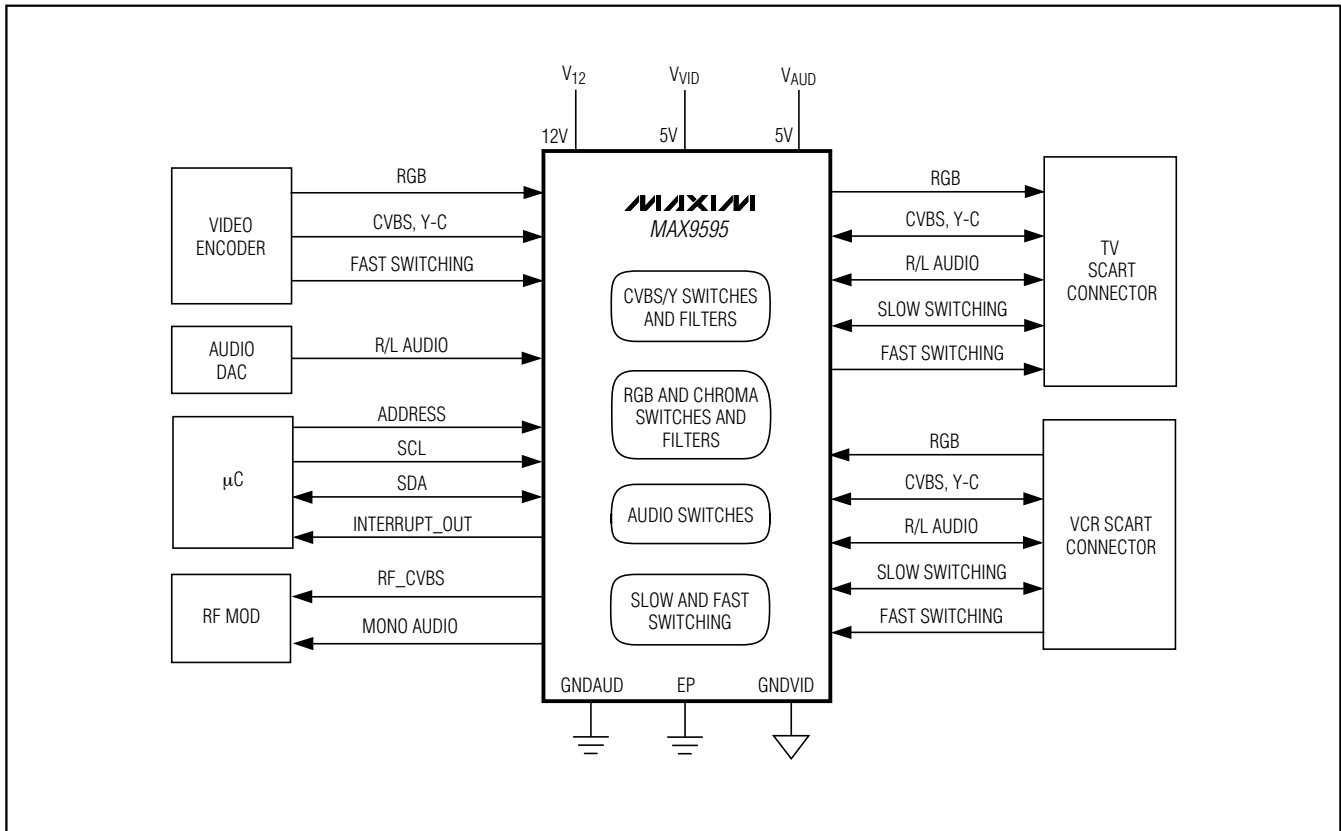 V12
VVID
VAUD
12V
5V
5V
VIDEO
ENCODER
RGB
CVBS, Y-C
FAST SWITCHING
AUDIO
DAC
R/L AUDIO
μC
ADDRESS
SCL
SDA
INTERRUPT_OUT
RF MOD
RF_CVBS
MONO AUDIO
MAXIM
MAX9595
CVBS/Y SWITCHES
AND FILTERS
RGB AND CHROMA
SWITCHES AND
FILTERS
AUDIO SWITCHES
SLOW AND FAST
SWITCHING
GNDAUD
EP
GNDVID
RGB
CVBS, Y-C
R/L AUDIO
SLOW SWITCHING
FAST SWITCHING
TV
SCART
CONNECTOR
RGB
CVBS, Y-C
R/L AUDIO
SLOW SWITCHING
FAST SWITCHING
VCR SCART
CONNECTOR